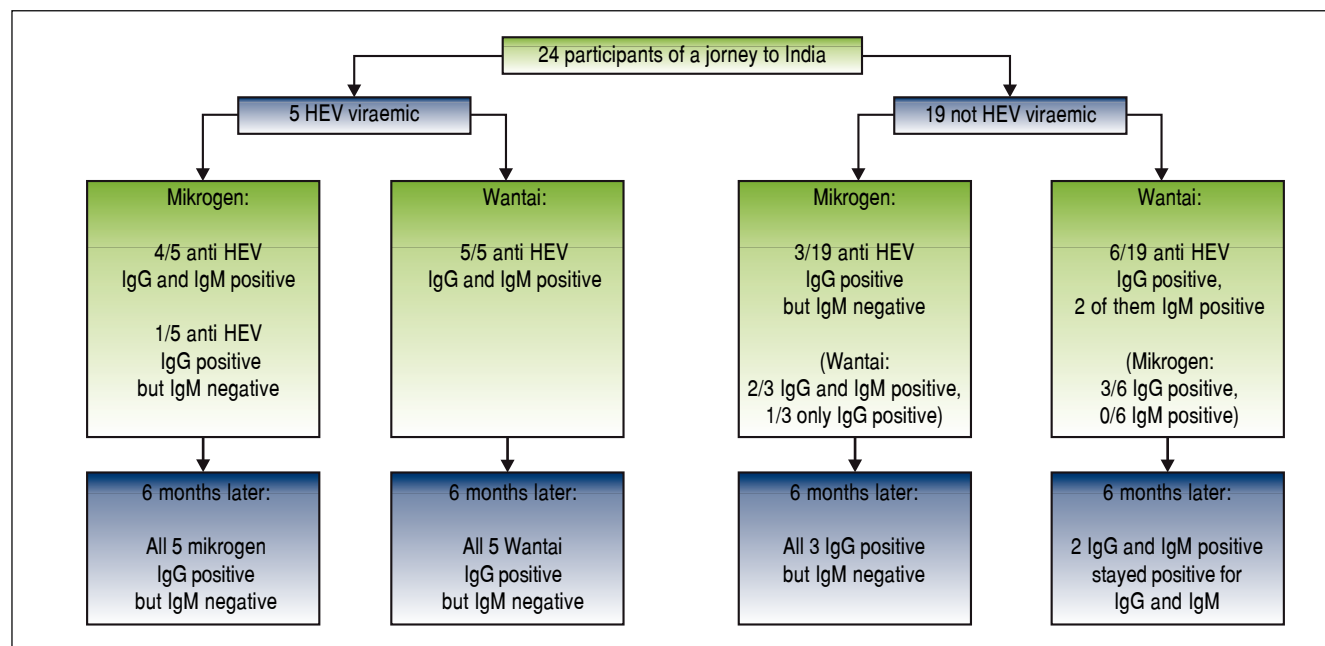 24 participants of a jorney to India
5 HEV viraemic
19 not HEV viraemic
Mikrogen:
4/5 anti HEV
IgG and IgM positive
1/5 anti HEV
IgG positive
but IgM negative
Wantai:
5/5 anti HEV
IgG and IgM positive
Mikrogen:
3/19 anti HEV
IgG positive
but IgM negative
(Wantai:
2/3 IgG and IgM positive,
1/3 only IgG positive)
Wantai:
6/19 anti HEV
IgG positive,
2 of them IgM positive
(Mikrogen:
3/6 IgG positive,
0/6 IgM positive)
6 months later:
All 5 mikrogen
IgG positive
but IgM negative
6 months later:
All 5 Wantai
IgG positive
but IgM negative
6 months later:
All 3 IgG positive
but IgM negative
6 months later:
2 IgG and IgM positive
stayed positive for
IgG and IgM